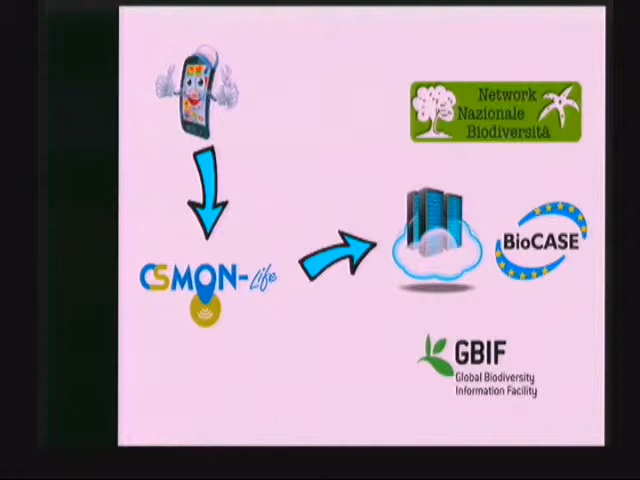 Network
Nazionale
Biodiversità
CSMON-Life
BioCASE
GBIF
Global Biodiversity
Information Facility